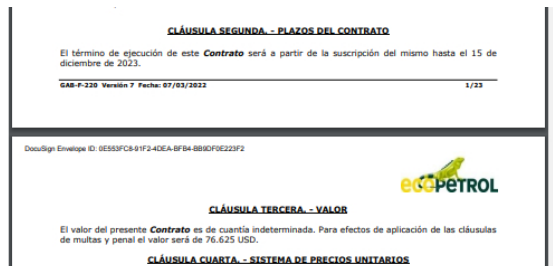 CLÁUSULA SEGUNDA. - PLAZOS DEL CONTRATO
El término de ejecución de este Contrato será a partir de la suscripción del mismo hasta el 15 de
diciembre de 2023.
GAB-F-220 Versión 7 Fecha: 07/03/2022 1/23
DocuSign Envelope ID: 0E553FC8-91F2-4DEA-BFB4-BB9DF0E223F2
ecoPETROL
CLÁUSULA TERCERA. - VALOR
El valor del presente Contrato es de cuantía indeterminada. Para efectos de aplicación de las cláusulas
de multas y penal el valor será de 76.625 USD.
CLÁUSULA CUARTA. - SISTEMA DE PRECIOS UNITARIOS